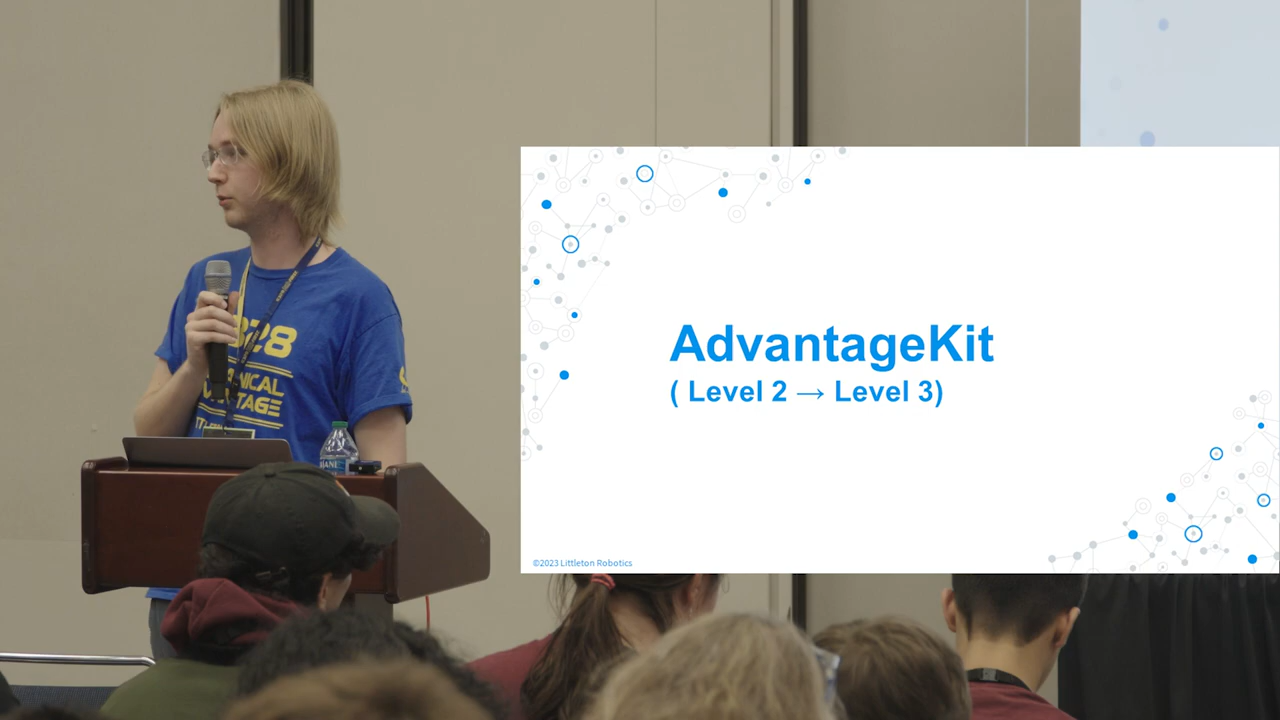 AdvantageKit
( Level 2 → Level 3)
©2023 Littleton Robotics